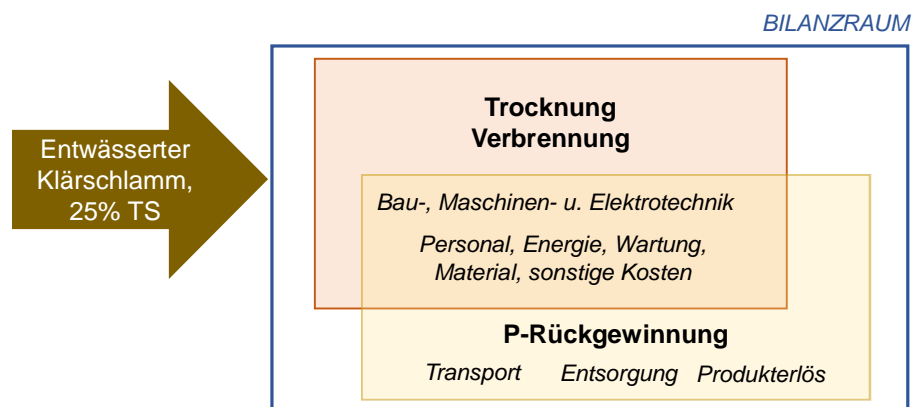 BILANZRAUM
Trocknung
Verbrennung
Entwässerter
Klärschlamm,
25% TS
Bau-, Maschinen- u. Elektrotechnik
Personal, Energie, Wartung,
Material, sonstige Kosten
P-Rückgewinnung
Transport Entsorgung Produkterlös